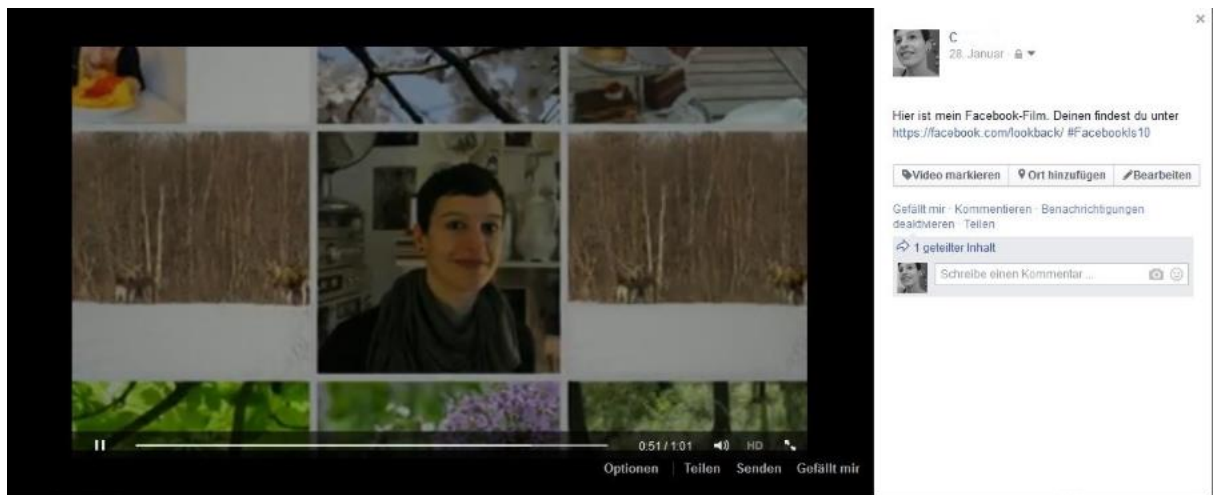 C
28. Januar
Hier ist mein Facebook-Film. Deinen findest du unter
https://facebook.com/lookback/ #FacebookIs10
Video markieren Ort hinzufügen Bearbeiten
Gefällt mir · Kommentieren · Benachrichtigungen
deaktivieren · Teilen
1 geteilter Inhalt
Schreibe einen Kommentar ...
0:51 / 1:01 HD
Optionen Teilen Senden Gefällt mir